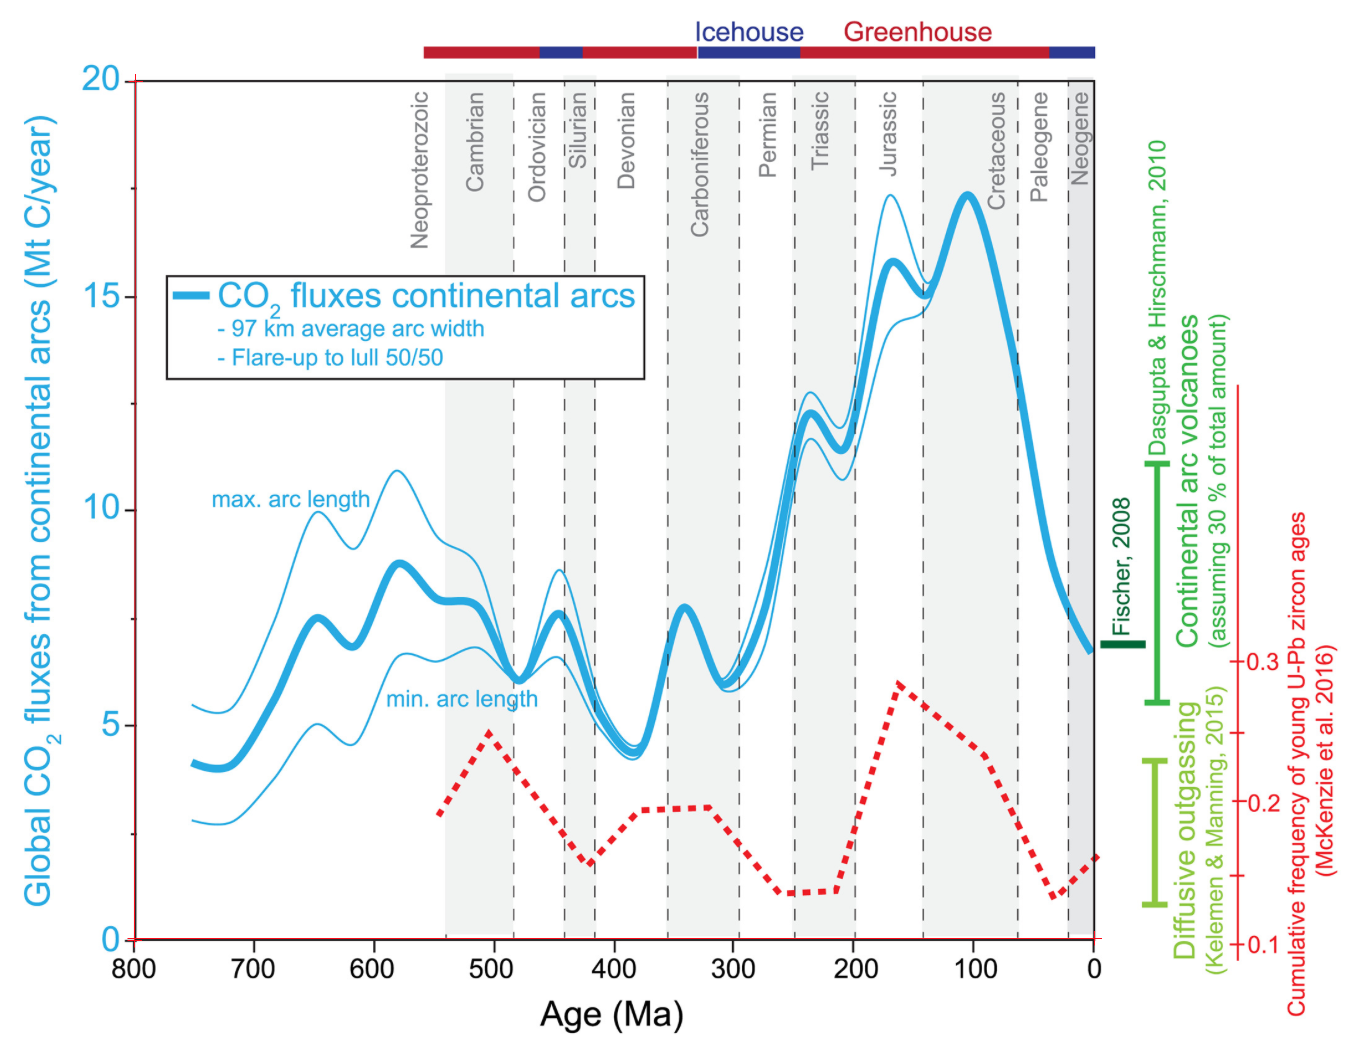 Icehouse Greenhouse
20
15
10
5
0
Global CO2 fluxes from continental arcs (Mt C/year)
Neoproterozoic
Cambrian
Ordovician
Silurian
Devonian
Carboniferous
Permian
Triassic
Jurassic
Cretaceous
Paleogene
Neogene
CO2 fluxes continental arcs
- 97 km average arc width
- Flare-up to lull 50/50
max. arc length
min. arc length
800 700 600 500 400 300 200 100 0
Age (Ma)
Fischer, 2008
Dasgupta & Hirschmann, 2010
Continental arc volcanoes
(assuming 30 % of total amount)
Diffusive outgassing
(Kelemen & Manning, 2015)
0.3
0.2
0.1
Cumulative frequency of young U-Pb zircon ages
(McKenzie et al. 2016)